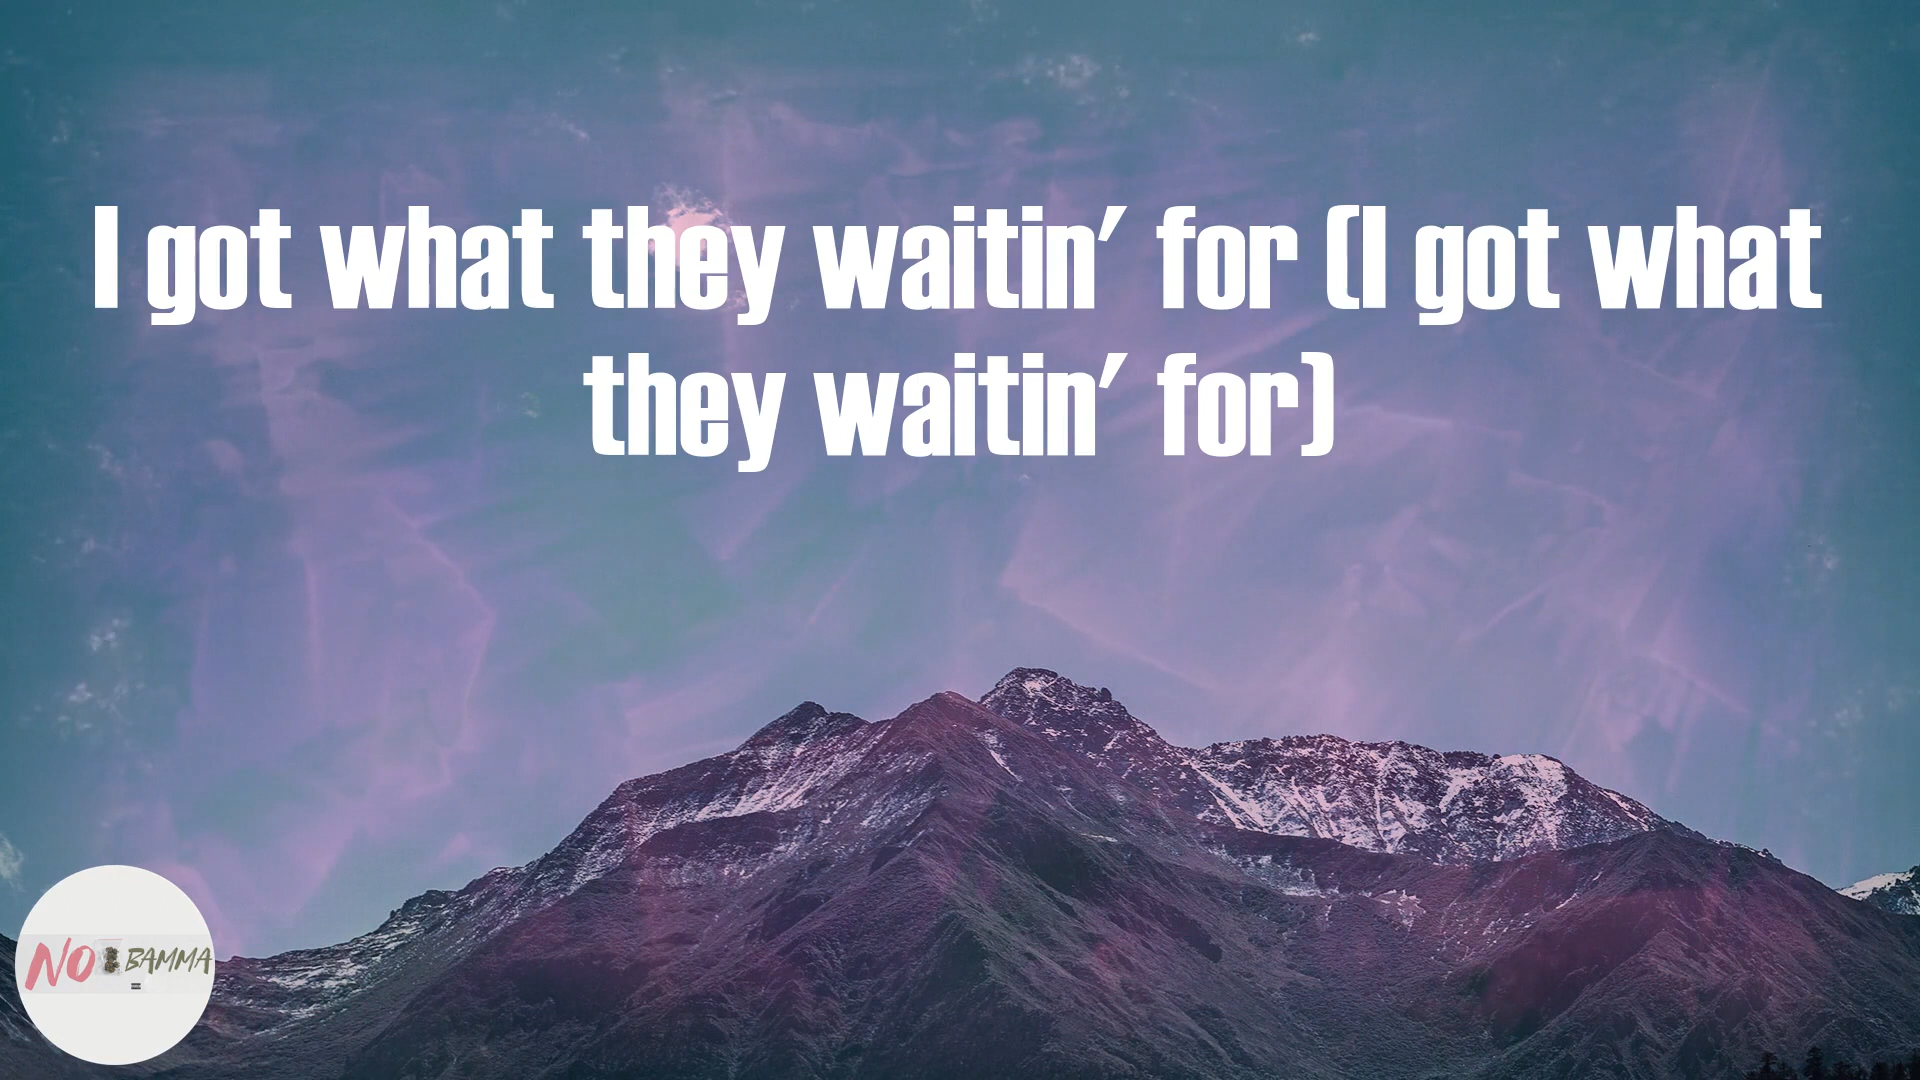 I got what they waitin' for (I got what
they waitin' for)
NO BAMMA